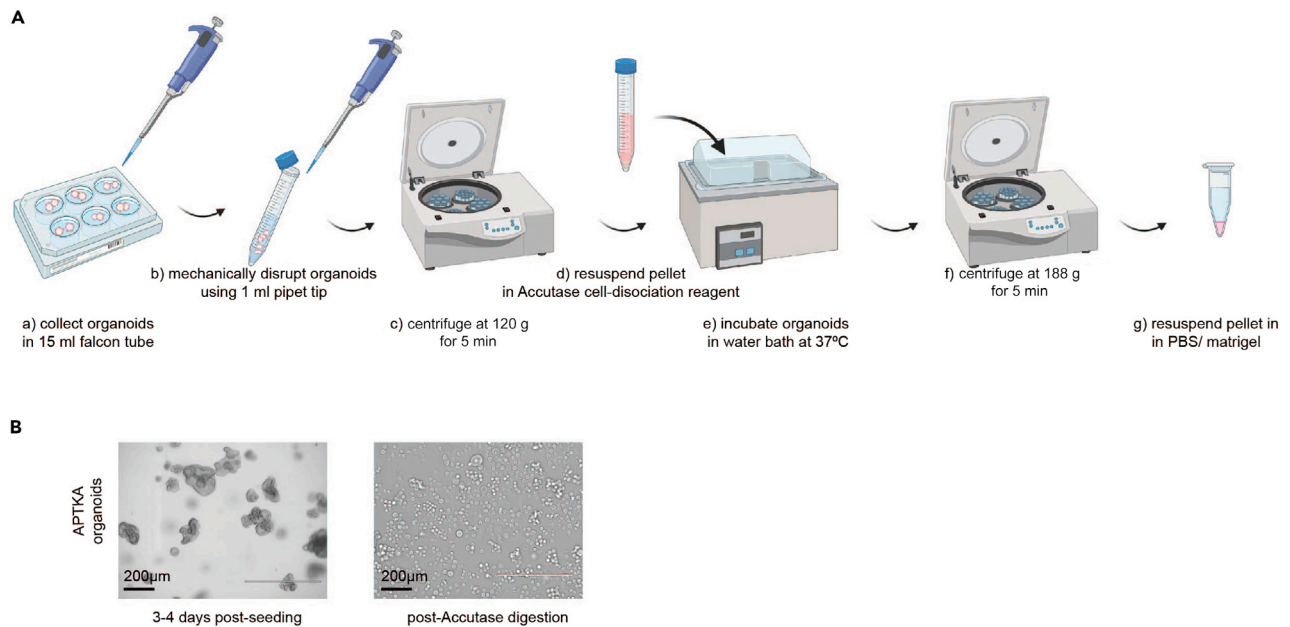 A
b) mechanically disrupt organoids
using 1 ml pipet tip
d) resuspend pellet
in Accutase cell-disociation reagent
f) centrifuge at 188 g
for 5 min
a) collect organoids
in 15 ml falcon tube
c) centrifuge at 120 g
for 5 min
e) incubate organoids
in water bath at 37ºC
g) resuspend pellet in
in PBS/ matrigel
B
APTKA
organoids
200µm
200µm
3-4 days post-seeding
post-Accutase digestion